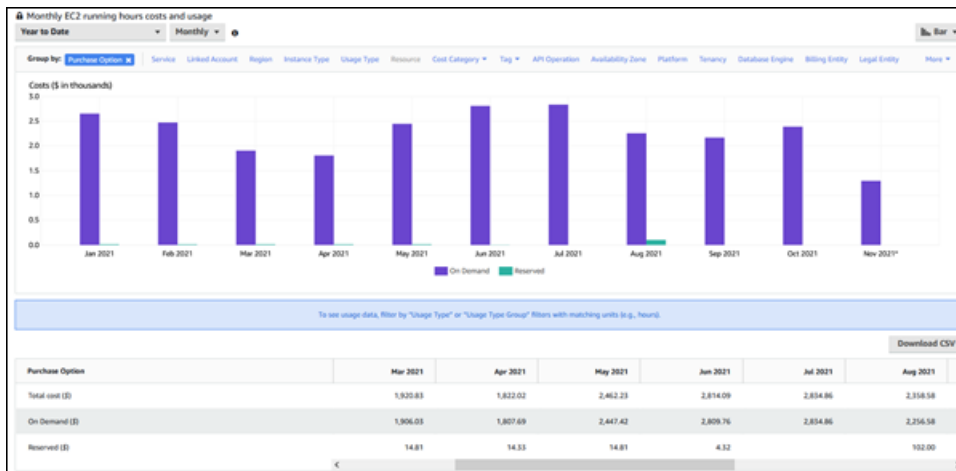 Monthly EC2 running hours costs and usage
Year to Date Monthly Bar
Group by: Purchase Option × Service Linked Account Region Instance Type Usage Type Resource Cost Category Tag API Operation Availability Zone Platform Tenancy Database Engine Billing Entity Legal Entity More
Costs ($ in thousands)
3.0
2.5
2.0
1.5
1.0
0.5
0.0
Jan 2021 Feb 2021 Mar 2021 Apr 2021 May 2021 Jun 2021 Jul 2021 Aug 2021 Sep 2021 Oct 2021 Nov 2021*
On Demand Reserved
To see usage data, filter by "Usage Type" or "Usage Type Group" filters with matching units (e.g., hours).
Download CSV
Purchase Option Mar 2021 Apr 2021 May 2021 Jun 2021 Jul 2021 Aug 2021
Total cost ($) 1,920.83 1,822.02 2,462.23 2,814.09 2,834.86 2,358.58
On Demand ($) 1,906.03 1,807.69 2,447.42 2,809.76 2,834.86 2,256.58
Reserved ($) 14.81 14.33 14.81 4.32 102.00